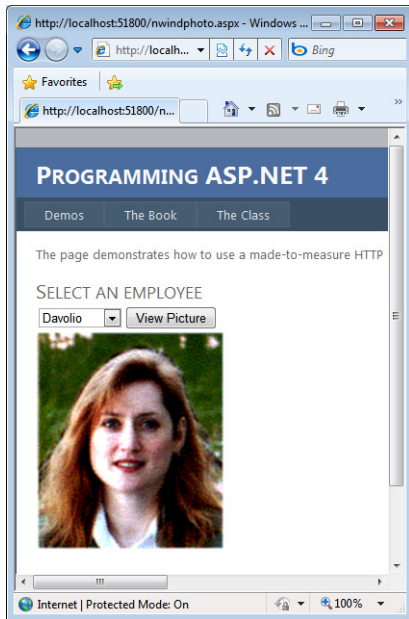 http://localhost:51800/nwindphoto.aspx - Windows ...
http://localh...
Bing
Favorites
http://localhost:51800/n...
PROGRAMMING ASP.NET 4
Demos The Book The Class
The page demonstrates how to use a made-to-measure HTTP
SELECT AN EMPLOYEE
Davolio View Picture
Internet | Protected Mode: On 100%